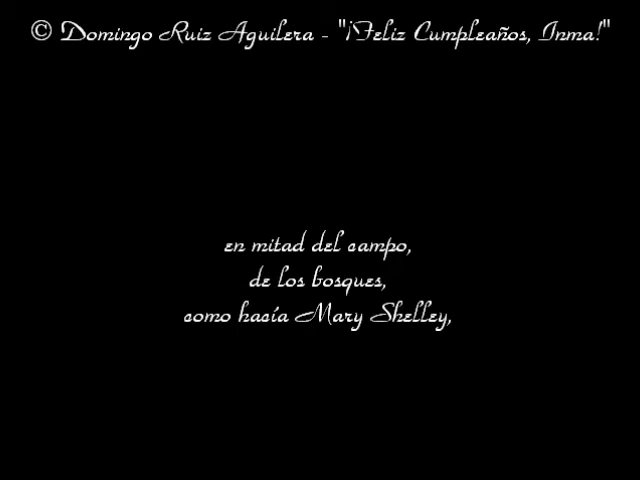 © Domingo Ruiz Aguilera - "¡Feliz Cumpleaños, Inma!"
en mitad del campo,
de los bosques,
como hacía Mary Shelley,